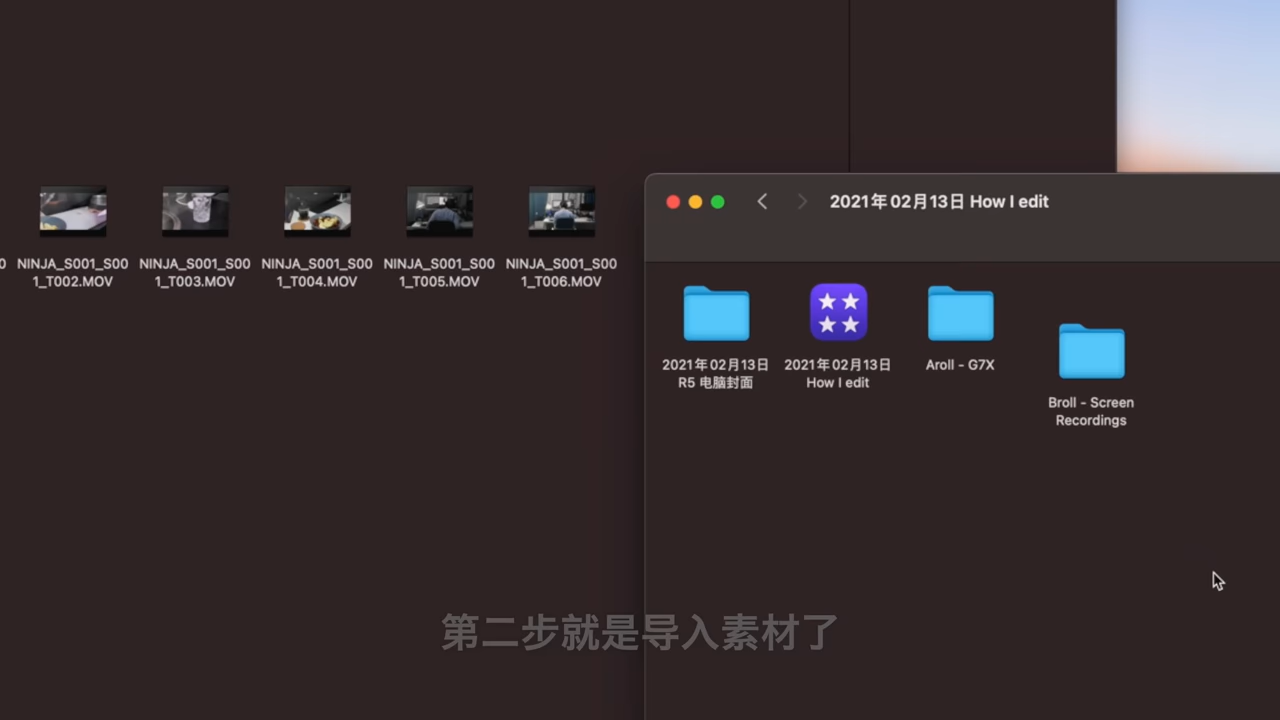 2021年02月13日 How I edit
0
NINJA_S001_S00
1_T002.MOV
NINJA_S001_S00
1_T003.MOV
NINJA_S001_S00
1_T004.MOV
NINJA_S001_S00
1_T005.MOV
NINJA_S001_S00
1_T006.MOV
2021年02月13日
R5 电脑封面
2021年02月13日
How I edit
Aroll - G7X
Broll - Screen
Recordings
第二步就是导入素材了